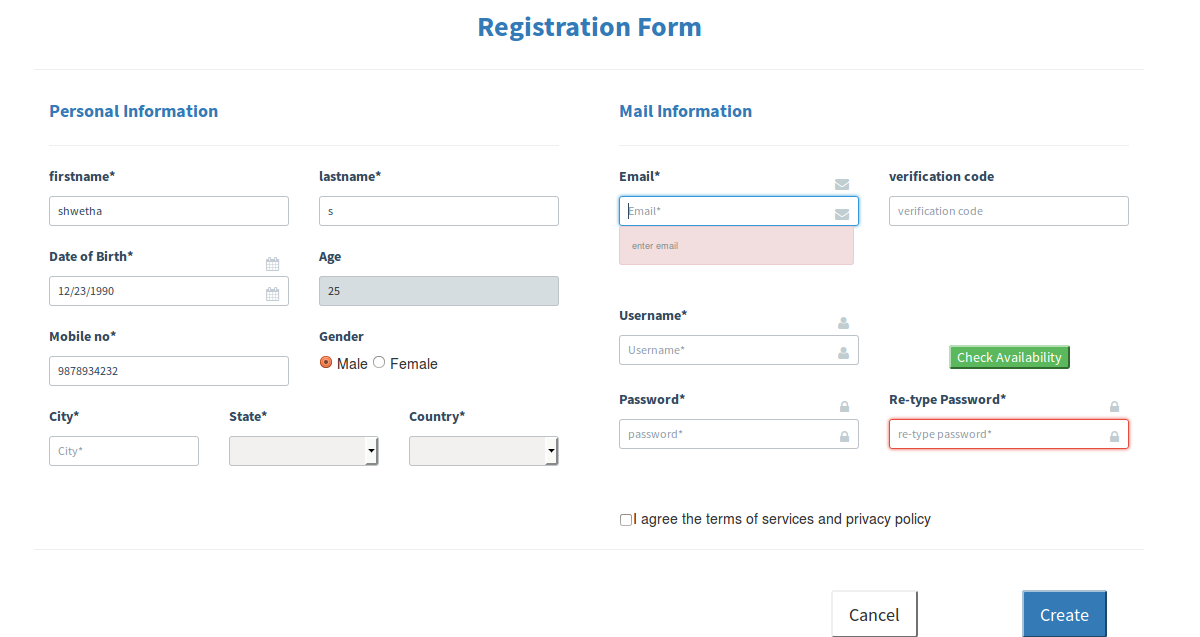 Registration Form
Personal Information
firstname* lastname*
shwetha s
Date of Birth* Age
12/23/1990 25
Mobile no* Gender
9878934232 Male Female
City* State* Country*
City*
Mail Information
Email* verification code
Email* verification code
enter email
Username*
Username* Check Availability
Password* Re-type Password*
password* re-type password*
I agree the terms of services and privacy policy
Cancel Create